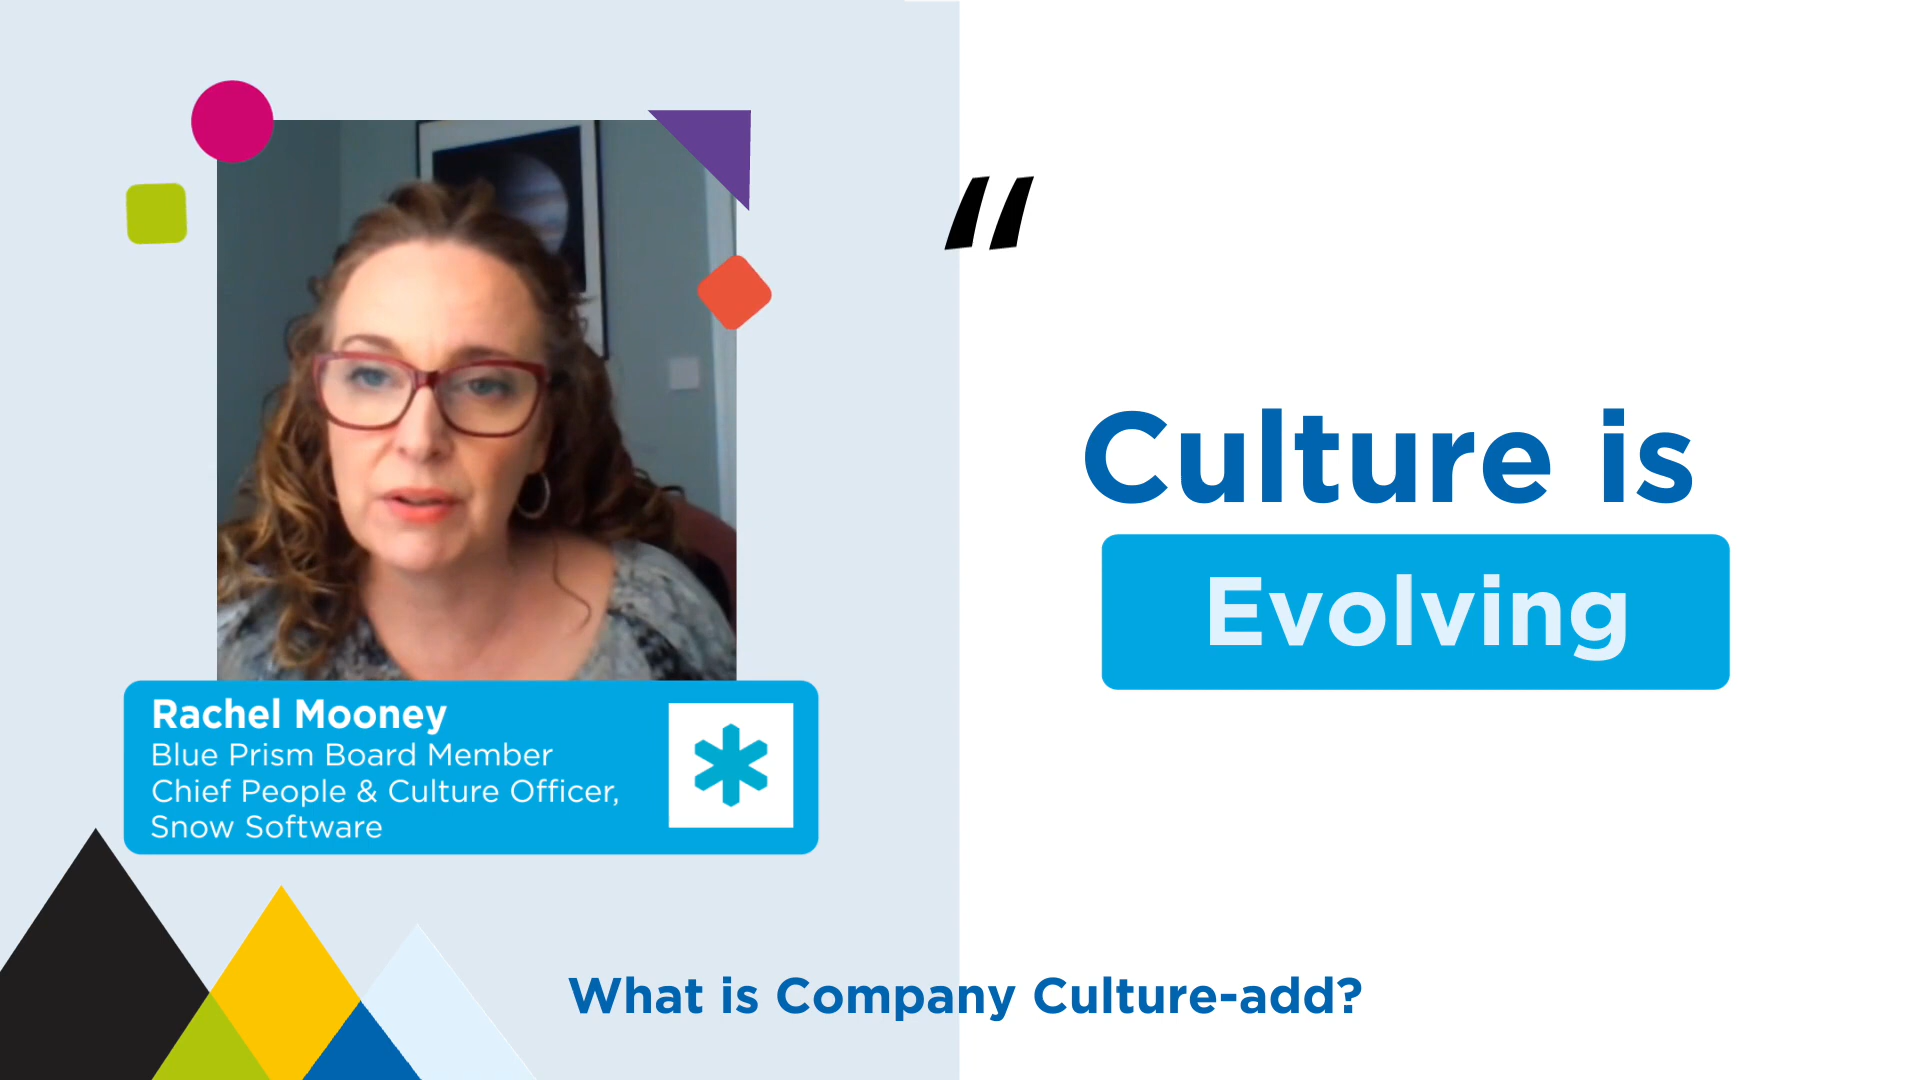 “
Culture is
Evolving
Rachel Mooney
Blue Prism Board Member
Chief People & Culture Officer,
Snow Software
What is Company Culture-add?